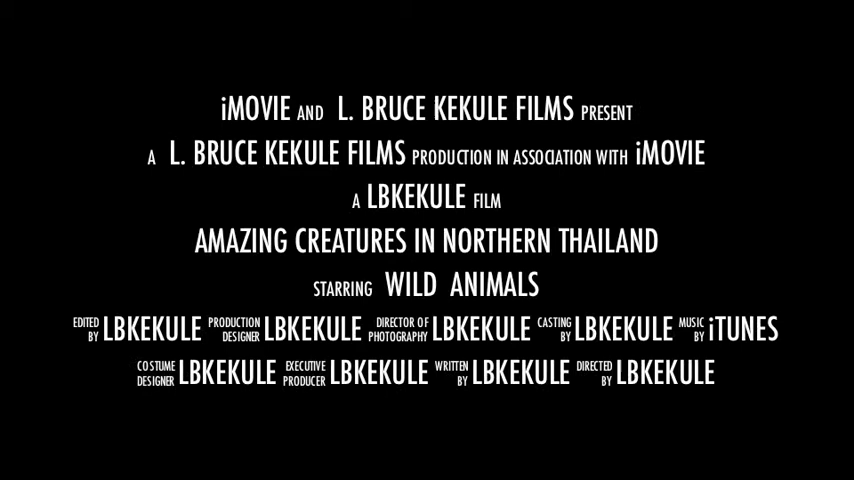 iMOVIE AND L. BRUCE KEKULE FILMS PRESENT
A L. BRUCE KEKULE FILMS PRODUCTION IN ASSOCIATION WITH iMOVIE
A LBKEKULE FILM
AMAZING CREATURES IN NORTHERN THAILAND
STARRING WILD ANIMALS
EDITED BY LBKEKULE PRODUCTION DESIGNER LBKEKULE DIRECTOR OF PHOTOGRAPHY LBKEKULE CASTING BY LBKEKULE MUSIC BY iTUNES
COSTUME DESIGNER LBKEKULE EXECUTIVE PRODUCER LBKEKULE WRITTEN BY LBKEKULE DIRECTED BY LBKEKULE